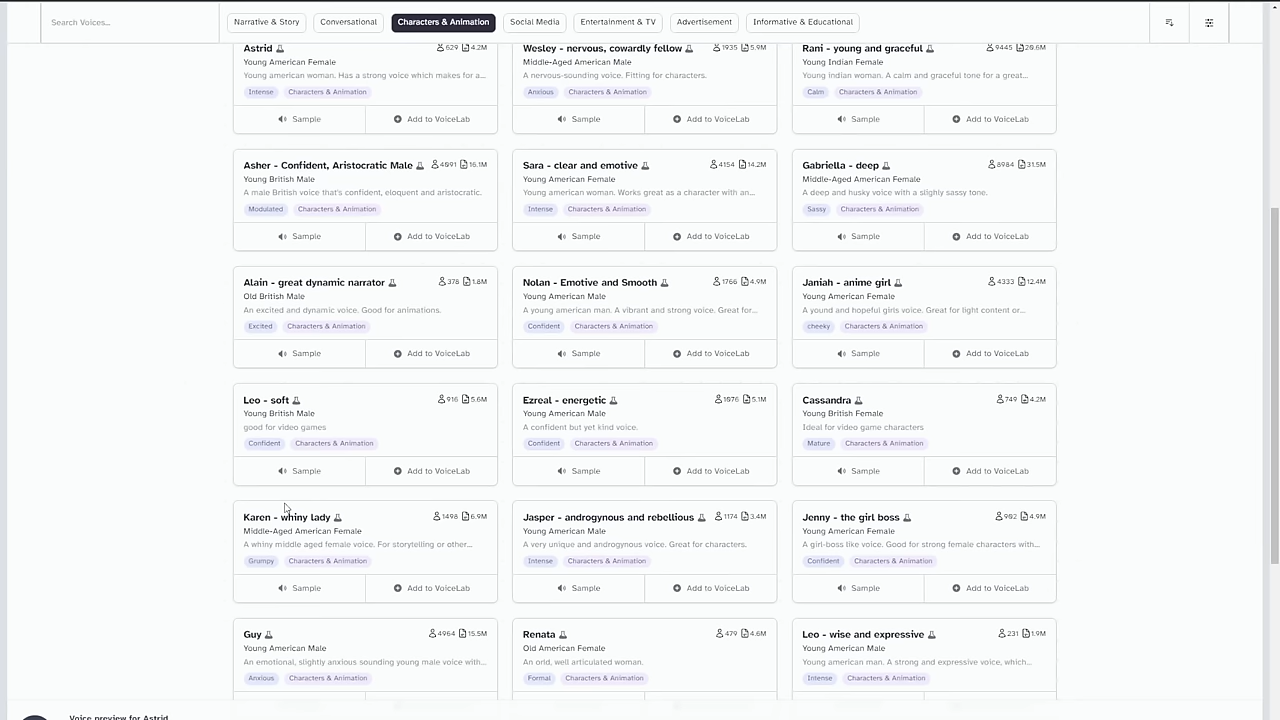 Search Voices...
Narrative & Story
Conversational
Characters & Animation
Social Media
Entertainment & TV
Advertisement
Informative & Educational
Astrid 629 4.2M
Young American Female
Young american woman. Has a strong voice which makes for a...
Intense Characters & Animation
Sample Add to VoiceLab
Wesley - nervous, cowardly fellow 1935 5.9M
Middle-Aged American Male
A nervous-sounding voice. Fitting for characters.
Anxious Characters & Animation
Sample Add to VoiceLab
Rani - young and graceful 9445 26.6M
Young Indian Female
Young indian woman. A calm and graceful tone for a great...
Calm Characters & Animation
Sample Add to VoiceLab
Asher - Confident, Aristocratic Male 4091 16.1M
Young British Male
A male British voice that's confident, eloquent and aristocratic.
Modulated Characters & Animation
Sample Add to VoiceLab
Sara - clear and emotive 4154 14.2M
Young American Female
Young american woman. Works great as a character with an...
Intense Characters & Animation
Sample Add to VoiceLab
Gabriella - deep 8984 31.5M
Middle-Aged American Female
A deep and husky voice with a slighly sassy tone.
Sassy Characters & Animation
Sample Add to VoiceLab
Alain - great dynamic narrator 378 1.8M
Old British Male
An excited and dynamic voice. Good for animations.
Excited Characters & Animation
Sample Add to VoiceLab
Nolan - Emotive and Smooth 1766 4.9M
Young American Male
A young american man. A vibrant and strong voice. Great for...
Confident Characters & Animation
Sample Add to VoiceLab
Janiah - anime girl 4333 12.4M
Young American Female
A yound and hopeful girls voice. Great for light content or...
cheeky Characters & Animation
Sample Add to VoiceLab
Leo - soft 916 5.6M
Young British Male
good for video games
Confident Characters & Animation
Sample Add to VoiceLab
Ezreal - energetic 1076 5.1M
Young American Male
A confident but yet kind voice.
Confident Characters & Animation
Sample Add to VoiceLab
Cassandra 749 4.2M
Young British Female
Ideal for video game characters
Mature Characters & Animation
Sample Add to VoiceLab
Karen - whiny lady 1498 6.9M
Middle-Aged American Female
A whiny middle aged female voice. For storytelling or other...
Grumpy Characters & Animation
Sample Add to VoiceLab
Jasper - androgynous and rebellious 1174 3.4M
Young American Male
A very unique and androgynous voice. Great for characters.
Intense Characters & Animation
Sample Add to VoiceLab
Jenny - the girl boss 902 4.9M
Young American Female
A girl-boss like voice. Good for strong female characters with...
Confident Characters & Animation
Sample Add to VoiceLab
Guy 4964 15.5M
Young American Male
An emotional, slightly anxious sounding young male voice with...
Anxious Characters & Animation
Renata 479 4.6M
Old American Female
An orld, well articulated woman.
Formal Characters & Animation
Leo - wise and expressive 231 1.9M
Young American Male
Young american man. A strong and expressive voice, which...
Intense Characters & Animation
Voice preview for Astrid